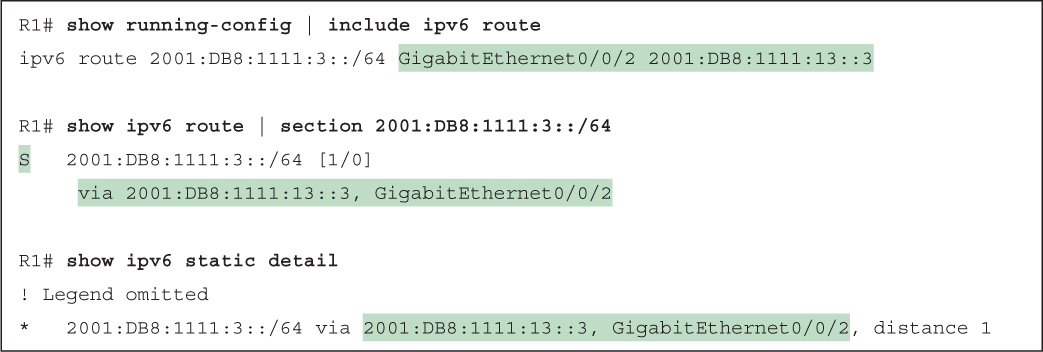 R1# show running-config | include ipv6 route
ipv6 route 2001:DB8:1111:3::/64 GigabitEthernet0/0/2 2001:DB8:1111:13::3
R1# show ipv6 route | section 2001:DB8:1111:3::/64
S   2001:DB8:1111:3::/64 [1/0]
     via 2001:DB8:1111:13::3, GigabitEthernet0/0/2
R1# show ipv6 static detail
! Legend omitted
*   2001:DB8:1111:3::/64 via 2001:DB8:1111:13::3, GigabitEthernet0/0/2, distance 1